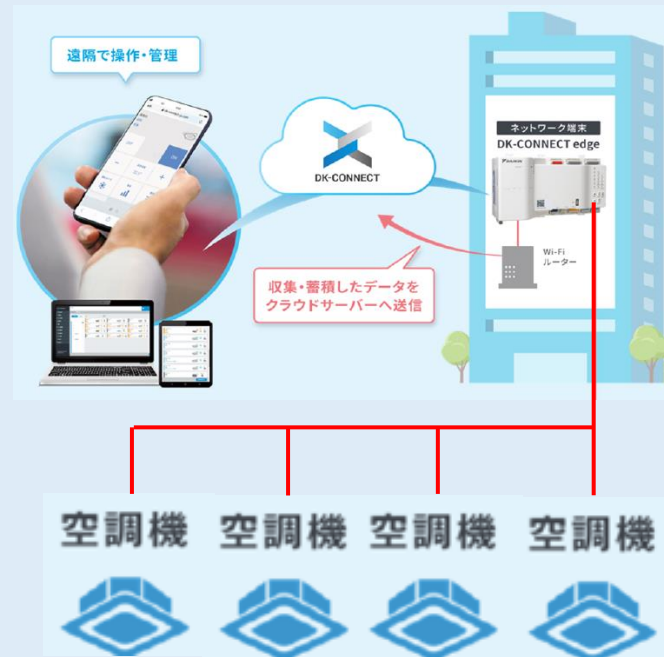 遠隔で操作・管理
DK-CONNECT
ネットワーク端末
DK-CONNECT edge
Wi-Fi
ルーター
収集・蓄積したデータを
クラウドサーバーへ送信
空調機
空調機
空調機
空調機